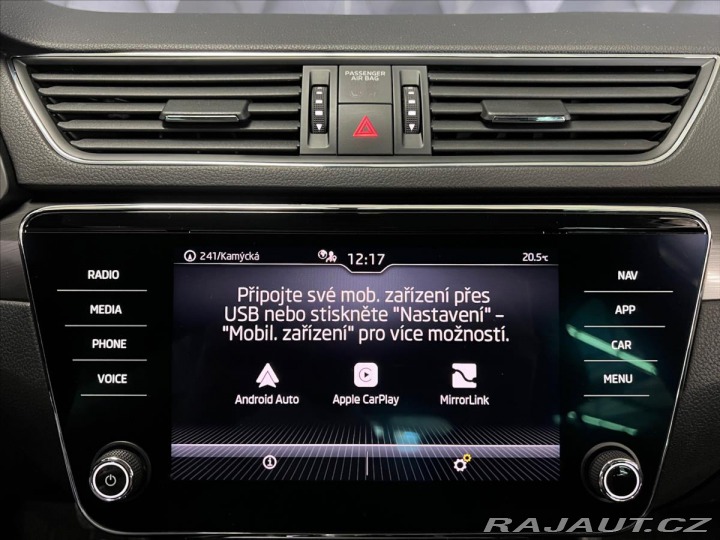 PASSENGER
AIR BAG
241/Kamýcká
12:17
20.5°C
RADIO
MEDIA
PHONE
VOICE
Připojte své mob. zařízení přes
USB nebo stiskněte "Nastavení" –
"Mobil. zařízení" pro více možností.
Android Auto
Apple CarPlay
MirrorLink
NAV
APP
CAR
MENU
RAJAUT.CZ